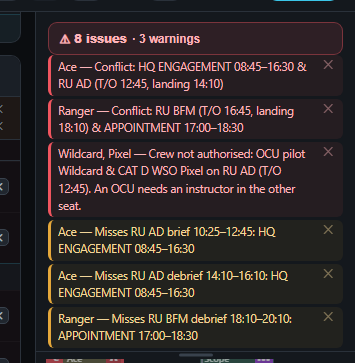 ⚠ 8 issues · 3 warnings
Ace — Conflict: HQ ENGAGEMENT 08:45–16:30 &
RU AD (T/O 12:45, landing 14:10)
Ranger — Conflict: RU BFM (T/O 16:45, landing
18:10) & APPOINTMENT 17:00–18:30
Wildcard, Pixel — Crew not authorised: OCU pilot
Wildcard & CAT D WSO Pixel on RU AD (T/O
12:45). An OCU needs an instructor in the other
seat.
Ace — Misses RU AD brief 10:25–12:45: HQ
ENGAGEMENT 08:45–16:30
Ace — Misses RU AD debrief 14:10–16:10: HQ
ENGAGEMENT 08:45–16:30
Ranger — Misses RU BFM debrief 18:10–20:10:
APPOINTMENT 17:00–18:30